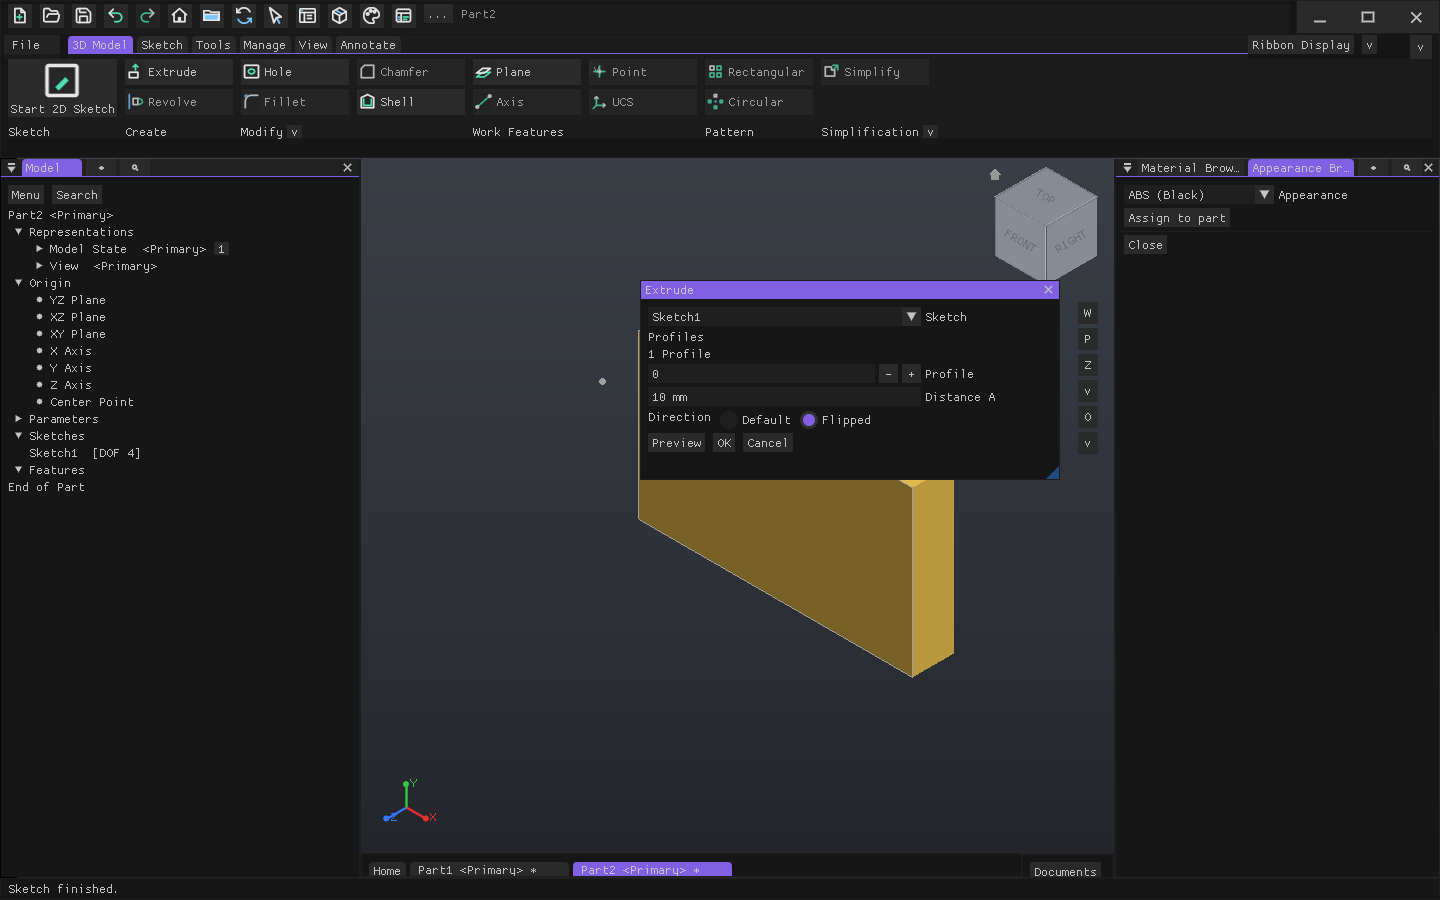 ... Part2
File 3D Model Sketch Tools Manage View Annotate Ribbon Display v v
Start 2D Sketch
Extrude Hole Chamfer Plane Point Rectangular Simplify
Revolve Fillet Shell Axis UCS Circular
Sketch Create Modify v Work Features Pattern Simplification v
Model
Menu Search
Part2 <Primary>
Representations
Model State <Primary> 1
View <Primary>
Origin
YZ Plane
XZ Plane
XY Plane
X Axis
Y Axis
Z Axis
Center Point
Parameters
Sketches
Sketch1 [DOF 4]
Features
End of Part
TOP
FRONT RIGHT
Extrude
Sketch1 Sketch
Profiles
1 Profile
0 - + Profile
10 mm Distance A
Direction Default Flipped
Preview OK Cancel
W
P
Z
v
O
v
Y
Z X
Material Brow… Appearance Br…
ABS (Black) Appearance
Assign to part
Close
Home Part1 <Primary> * Part2 <Primary> * Documents
Sketch finished.